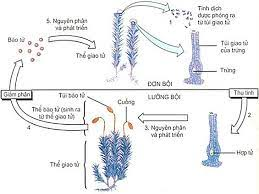 5. Nguyên phân
và phát triển
Bào tử
Thể giao tử
Tinh dịch
được phóng ra
từ túi giao tử
Túi giao tử
của trứng
Trứng
ĐƠN BỘI
Giảm phân
LƯỠNG BỘI
Thụ tinh
Túi bào tử
Thể bào tử (sinh ra
từ thể giao tử)
Cuống
4
2
3. Nguyên phân
và phát triển
Thể giao tử
Hợp tử